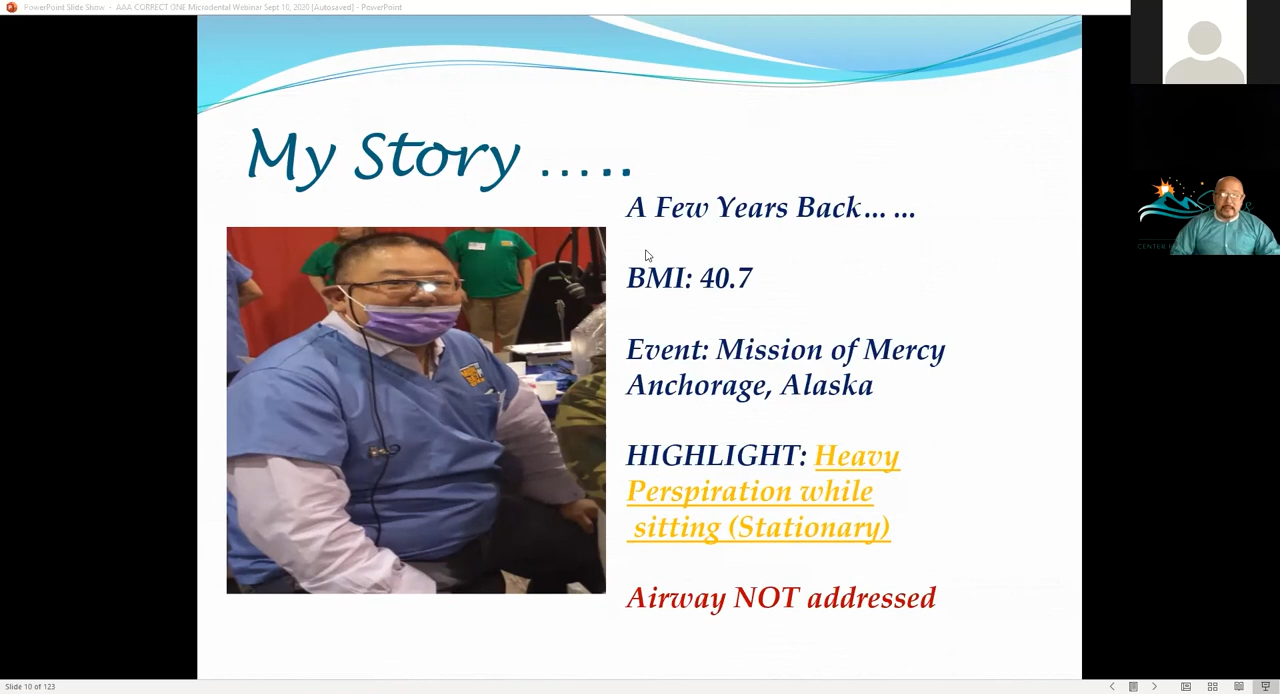 PowerPoint Slide Show - AAA CORRECT ONE Microdental Webinar Sept 10, 2020 [Autosaved] - PowerPoint
My Story .....
A Few Years Back... ...
BMI: 40.7
Event: Mission of Mercy
Anchorage, Alaska
HIGHLIGHT: Heavy
Perspiration while
sitting (Stationary)
Airway NOT addressed
CENTER
Slide 10 of 123